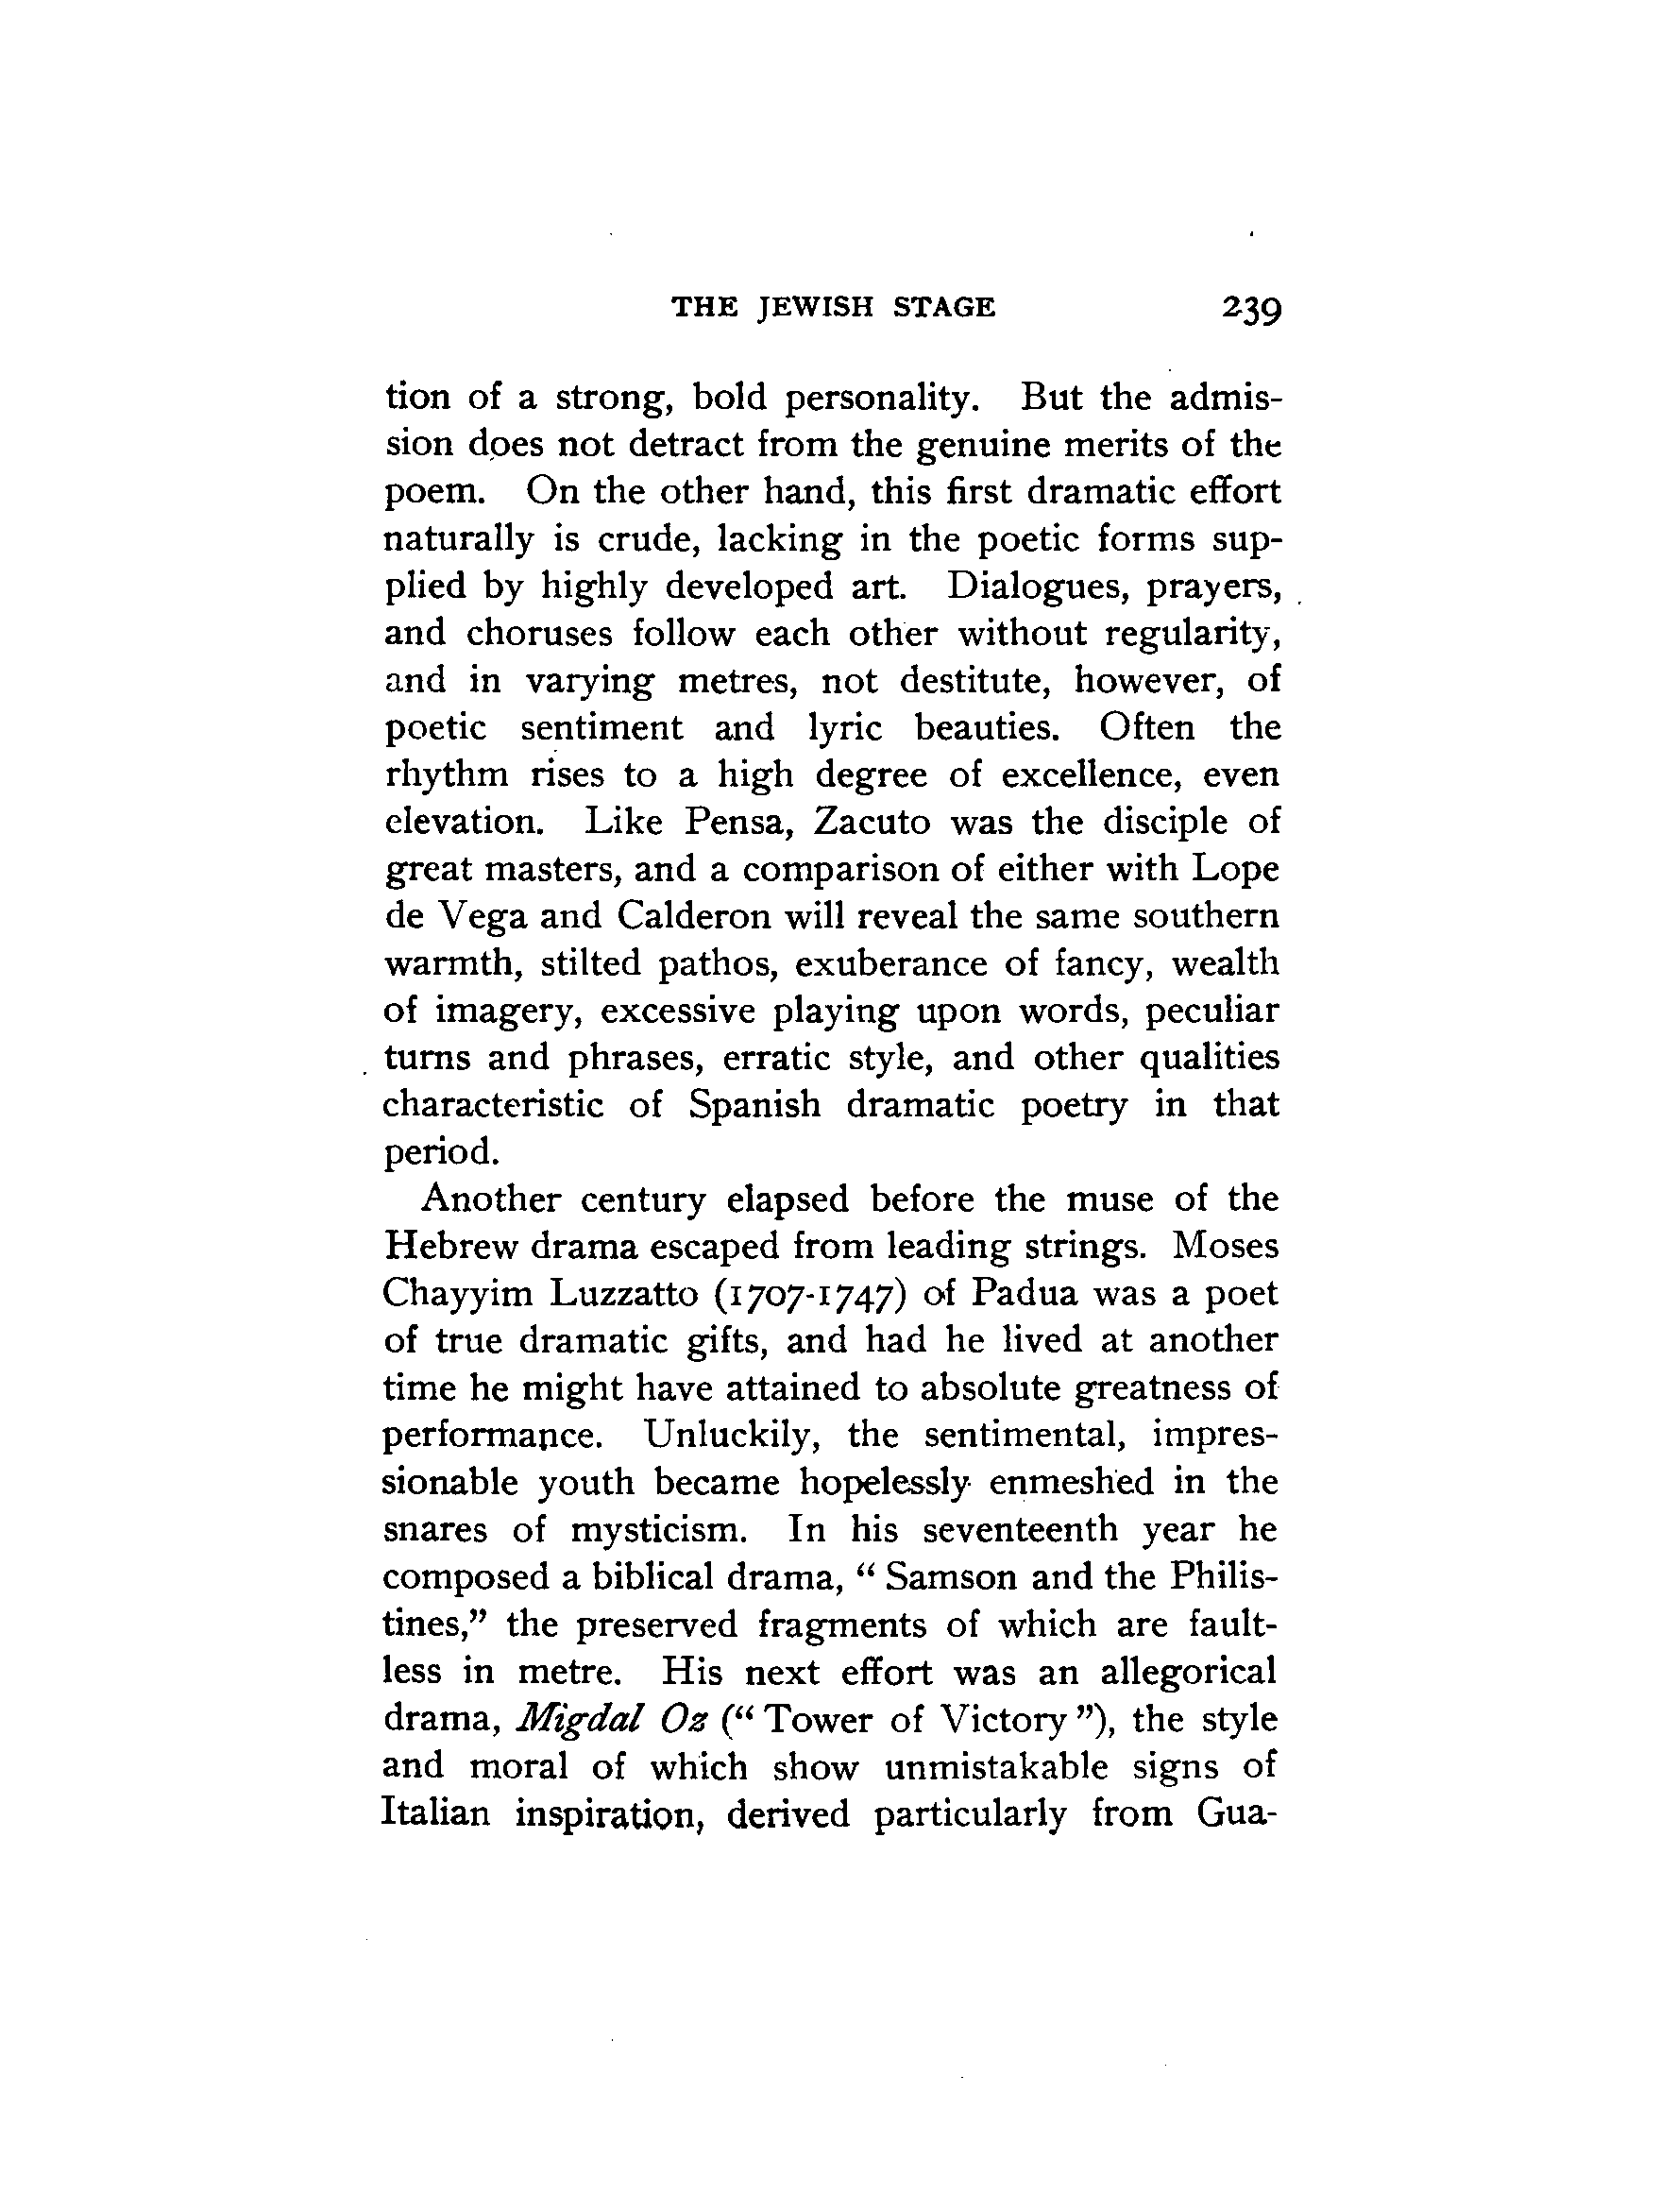 THE JEWISH STAGE 239
tion of a strong, bold personality. But the admis-
sion does not detract from the genuine merits of the
poem. On the other hand, this first dramatic effort
naturally is crude, lacking in the poetic forms sup-
plied by highly developed art. Dialogues, prayers,
and choruses follow each other without regularity,
and in varying metres, not destitute, however, of
poetic sentiment and lyric beauties. Often the
rhythm rises to a high degree of excellence, even
elevation. Like Pensa, Zacuto was the disciple of
great masters, and a comparison of either with Lope
de Vega and Calderon will reveal the same southern
warmth, stilted pathos, exuberance of fancy, wealth
of imagery, excessive playing upon words, peculiar
turns and phrases, erratic style, and other qualities
characteristic of Spanish dramatic poetry in that
period.
Another century elapsed before the muse of the
Hebrew drama escaped from leading strings. Moses
Chayyim Luzzatto (1707-1747) of Padua was a poet
of true dramatic gifts, and had he lived at another
time he might have attained to absolute greatness of
performance. Unluckily, the sentimental, impres-
sionable youth became hopelessly enmeshed in the
snares of mysticism. In his seventeenth year he
composed a biblical drama, “ Samson and the Philis-
tines,” the preserved fragments of which are fault-
less in metre. His next effort was an allegorical
drama, Migdal Oz (“ Tower of Victory ”), the style
and moral of which show unmistakable signs of
Italian inspiration, derived particularly from Gua-